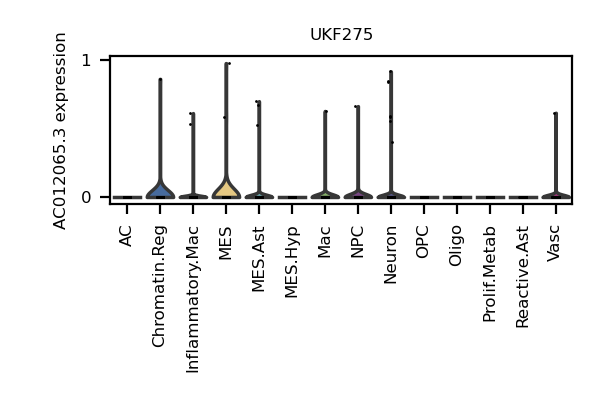 UKF275
AC012065.3 expression
1
0
AC
Chromatin.Reg
Inflammatory.Mac
MES
MES.Ast
MES.Hyp
Mac
NPC
Neuron
OPC
Oligo
Prolif.Metab
Reactive.Ast
Vasc